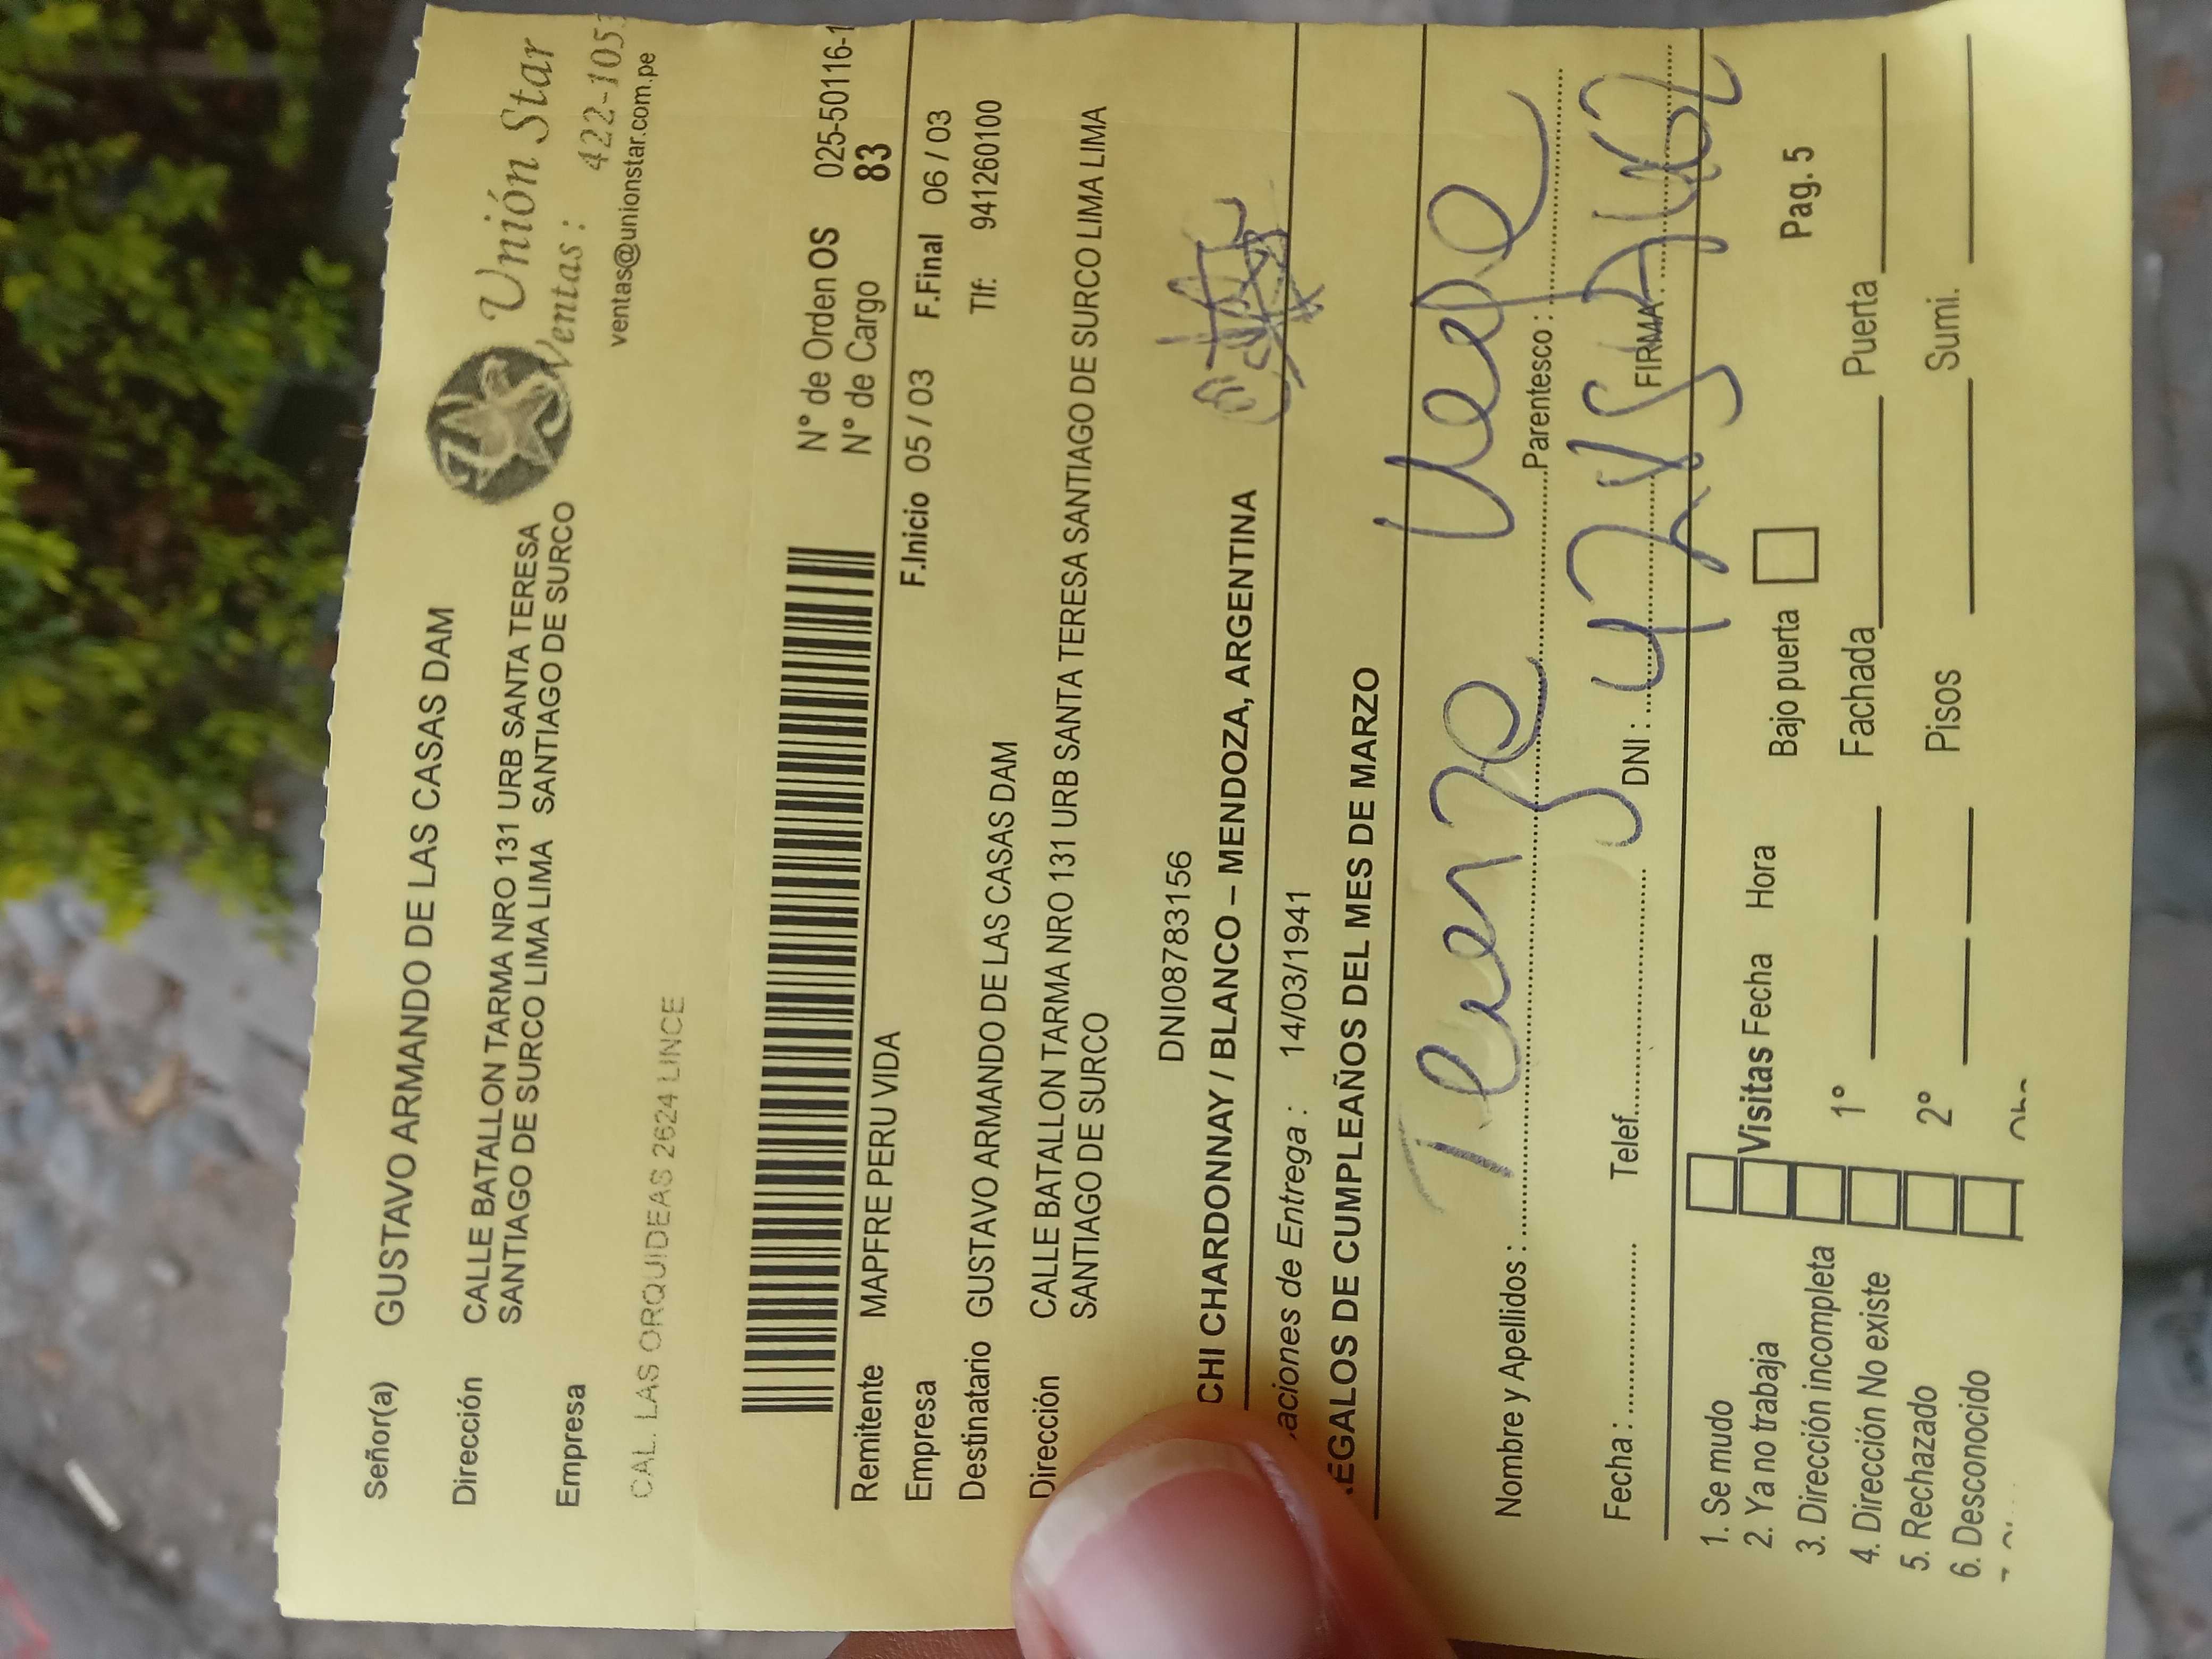 Señor(a) GUSTAVO ARMANDO DE LAS CASAS DAM
Dirección CALLE BATALLON TARMA NRO 131 URB SANTA TERESA
SANTIAGO DE SURCO LIMA LIMA SANTIAGO DE SURCO
Empresa
Unión Star
Ventas : 422-105
ventas@unionstar.com.pe
CAL. LAS ORQUIDEAS 2624 LINCE
N° de Orden OS 025-50116-1
N° de Cargo 83
Remitente MAPFRE PERU VIDA
Empresa F.Inicio 05 / 03 F.Final 06 / 03
Destinatario GUSTAVO ARMANDO DE LAS CASAS DAM Tlf: 941260100
Dirección CALLE BATALLON TARMA NRO 131 URB SANTA TERESA SANTIAGO DE SURCO LIMA LIMA
SANTIAGO DE SURCO
DNI08783156
CHI CHARDONNAY / BLANCO – MENDOZA, ARGENTINA
aciones de Entrega : 14/03/1941
EGALOS DE CUMPLEAÑOS DEL MES DE MARZO
Nombre y Apellidos : Parentesco :
Fecha : Telef. DNI : FIRMA
1. Se mudo
2. Ya no trabaja
3. Dirección incompleta
4. Dirección No existe
5. Rechazado
6. Desconocido
Visitas Fecha Hora Bajo puerta Pag. 5
1° Fachada Puerta
2° Pisos Sumi.